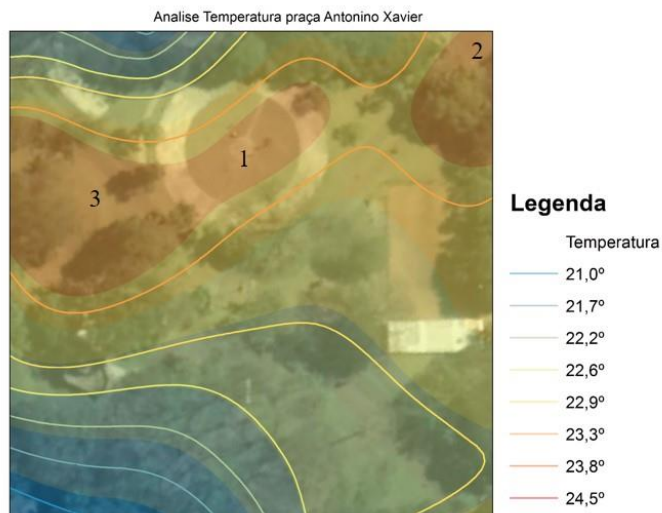 Analise Temperatura praça Antonino Xavier
2
1
3
Legenda
Temperatura
21,0º
21,7º
22,2º
22,6º
22,9º
23,3º
23,8º
24,5º